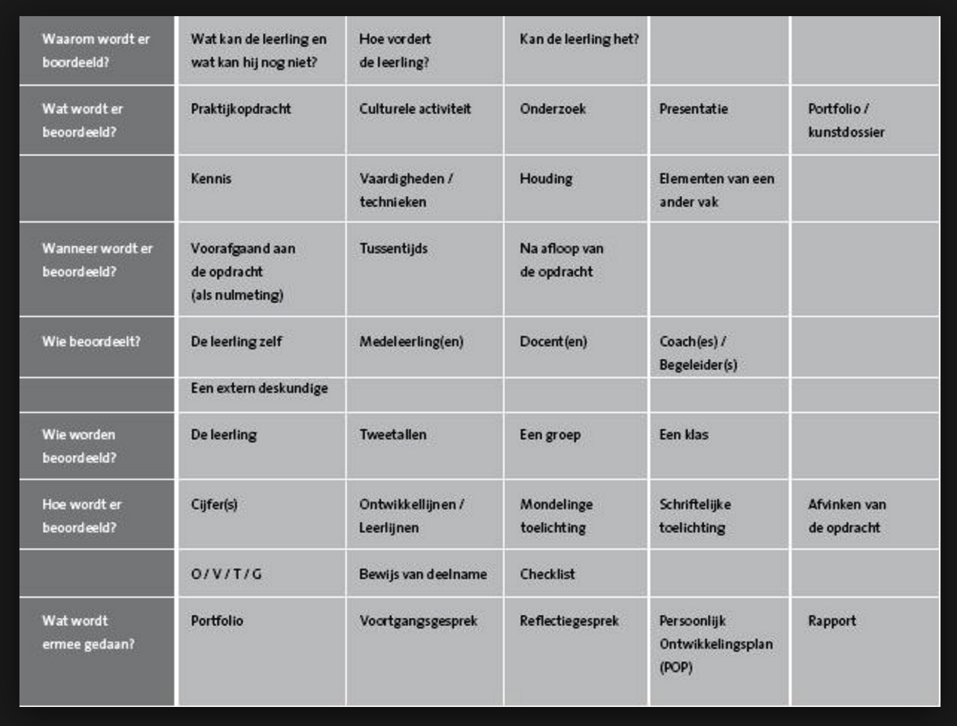 Waarom wordt er
boordeeld?
Wat kan de leerling en
wat kan hij nog niet?
Hoe vordert
de leerling?
Kan de leerling het?
Wat wordt er
beoordeeld?
Praktijkopdracht
Culturele activiteit
Onderzoek
Presentatie
Portfolio /
kunstdossier
Kennis
Vaardigheden /
technieken
Houding
Elementen van een
ander vak
Wanneer wordt er
beoordeeld?
Voorafgaand aan
de opdracht
(als nulmeting)
Tussentijds
Na afloop van
de opdracht
Wie beoordeelt?
De leerling zelf
Medeleerling(en)
Docent(en)
Coach(es) /
Begeleider(s)
Een extern deskundige
Wie worden
beoordeeld?
De leerling
Tweetallen
Een groep
Een klas
Hoe wordt er
beoordeeld?
Cijfer(s)
Ontwikkellijnen /
Leerlijnen
Mondelinge
toelichting
Schriftelijke
toelichting
Afvinken van
de opdracht
O / V / T / G
Bewijs van deelname
Checklist
Wat wordt
ermee gedaan?
Portfolio
Voortgangsgesprek
Reflectiegesprek
Persoonlijk
Ontwikkelingsplan
(POP)
Rapport